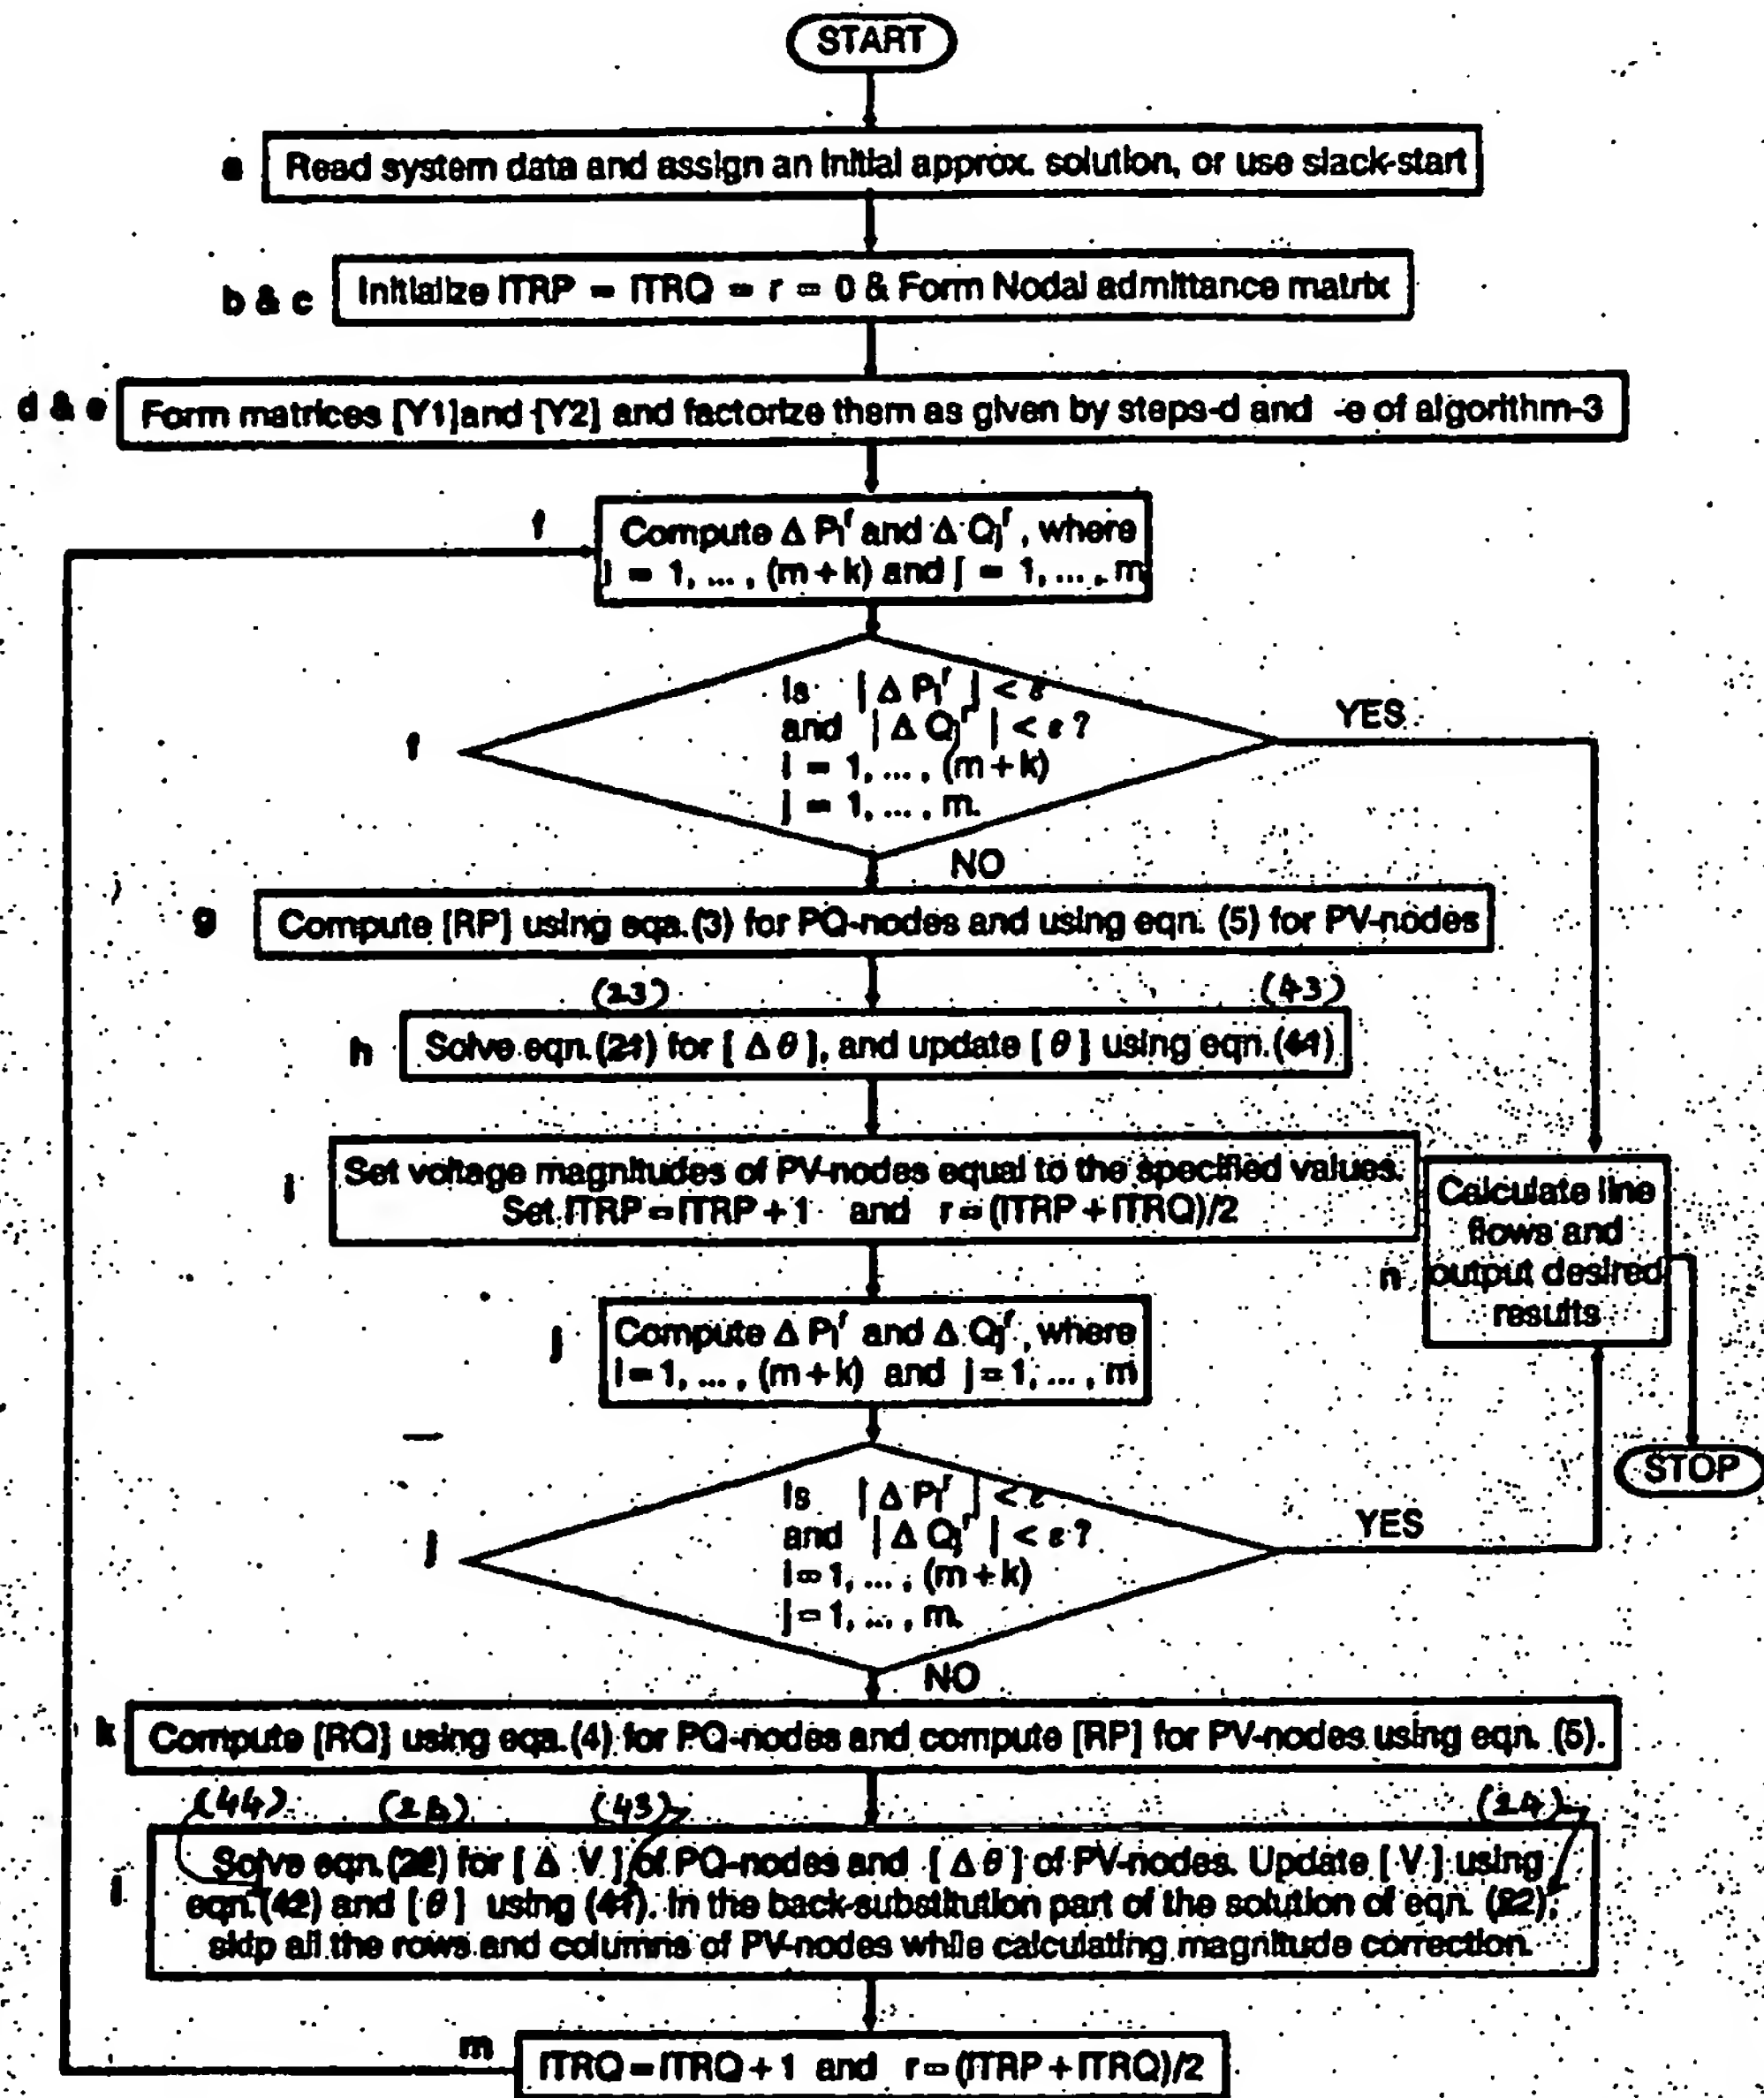 START
a Read system data and assign an initial approx. solution, or use slack-start
b & c Initialize ITRP = ITRQ = r = 0 & Form Nodal admittance matrix
d & e Form matrices [Y1] and [Y2] and factorize them as given by steps-d and -e of algorithm-3
f Compute Δ Pi^r and Δ Qj^r, where
i = 1, ... , (m+k) and j = 1, ... , m
Is | Δ Pi^r | < ε
and | Δ Qj^r | < ε ?
f
i = 1, ... , (m+k)
j = 1, ... , m.
YES
NO
g Compute [RP] using eqa.(3) for PQ-nodes and using eqn. (5) for PV-nodes
(23) (43)
h Solve eqn.(21) for [ Δ θ ], and update [ θ ] using eqn.(41)
i Set voltage magnitudes of PV-nodes equal to the specified values.
Set ITRP = ITRP + 1 and r = (ITRP + ITRQ)/2
n Calculate line
flows and
output desired
results
STOP
j Compute Δ Pi^r and Δ Qj^r, where
i = 1, ... , (m+k) and j = 1, ... , m
Is | Δ Pi^r | < ε
and | Δ Qj^r | < ε ?
j
i = 1, ... , (m+k)
j = 1, ... , m.
YES
NO
k Compute [RQ] using eqa.(4) for PQ-nodes and compute [RP] for PV-nodes using eqn. (5).
(44) (24) (43) (24)
l Solve eqn.(22) for [ Δ V ] of PQ-nodes and [ Δ θ ] of PV-nodes. Update [ V ] using
eqn.(42) and [ θ ] using (41). In the back-substitution part of the solution of eqn. (22),
skip all the rows and columns of PV-nodes while calculating magnitude correction.
m ITRQ = ITRQ + 1 and r = (ITRP + ITRQ)/2